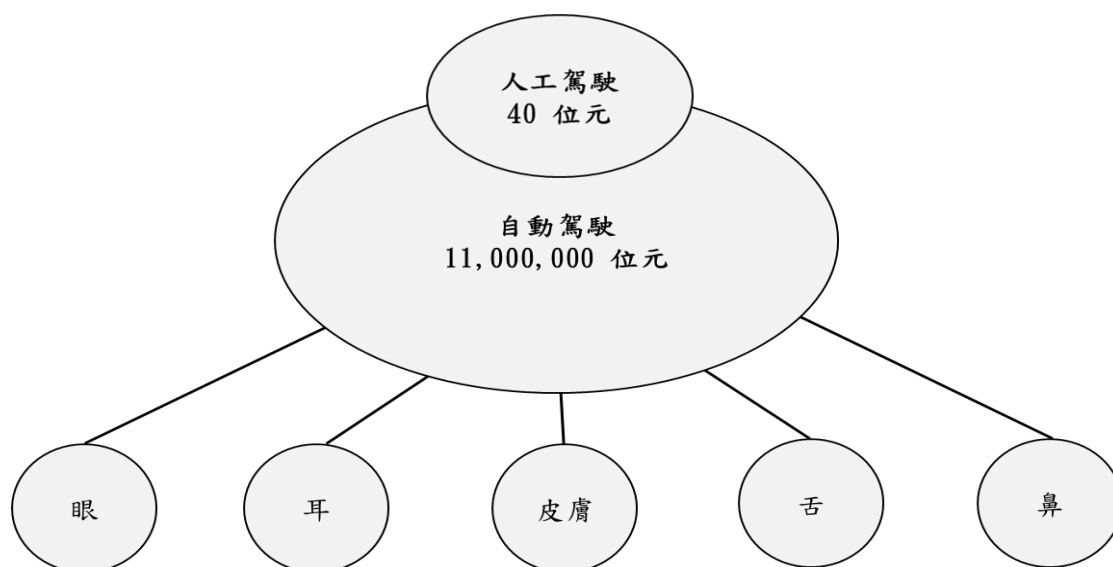 人工駕駛
40 位元
自動駕駛
11,000,000 位元
眼
耳
皮膚
舌
鼻